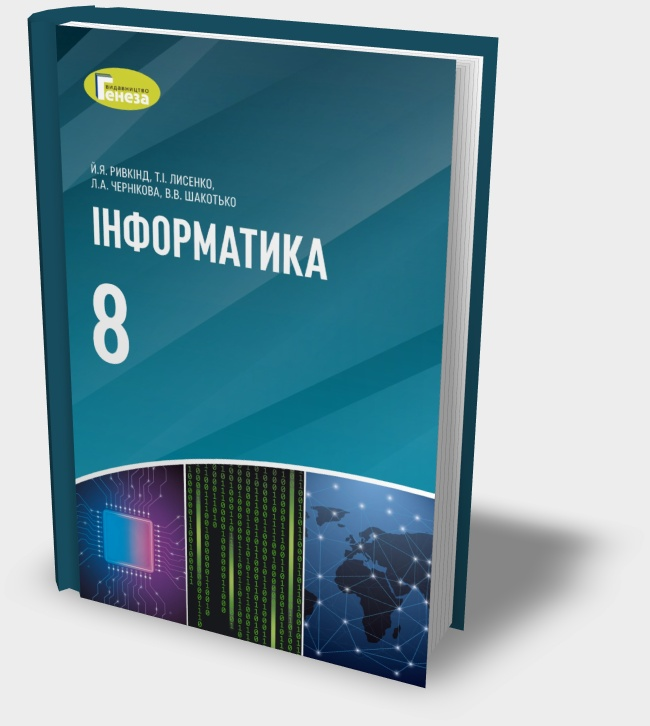 видавництво
Генеза
Й.Я. РИВКІНД, Т.І. ЛИСЕНКО,
Л.А. ЧЕРНІКОВА, В.В. ШАКОТЬКО
ІНФОРМАТИКА
8